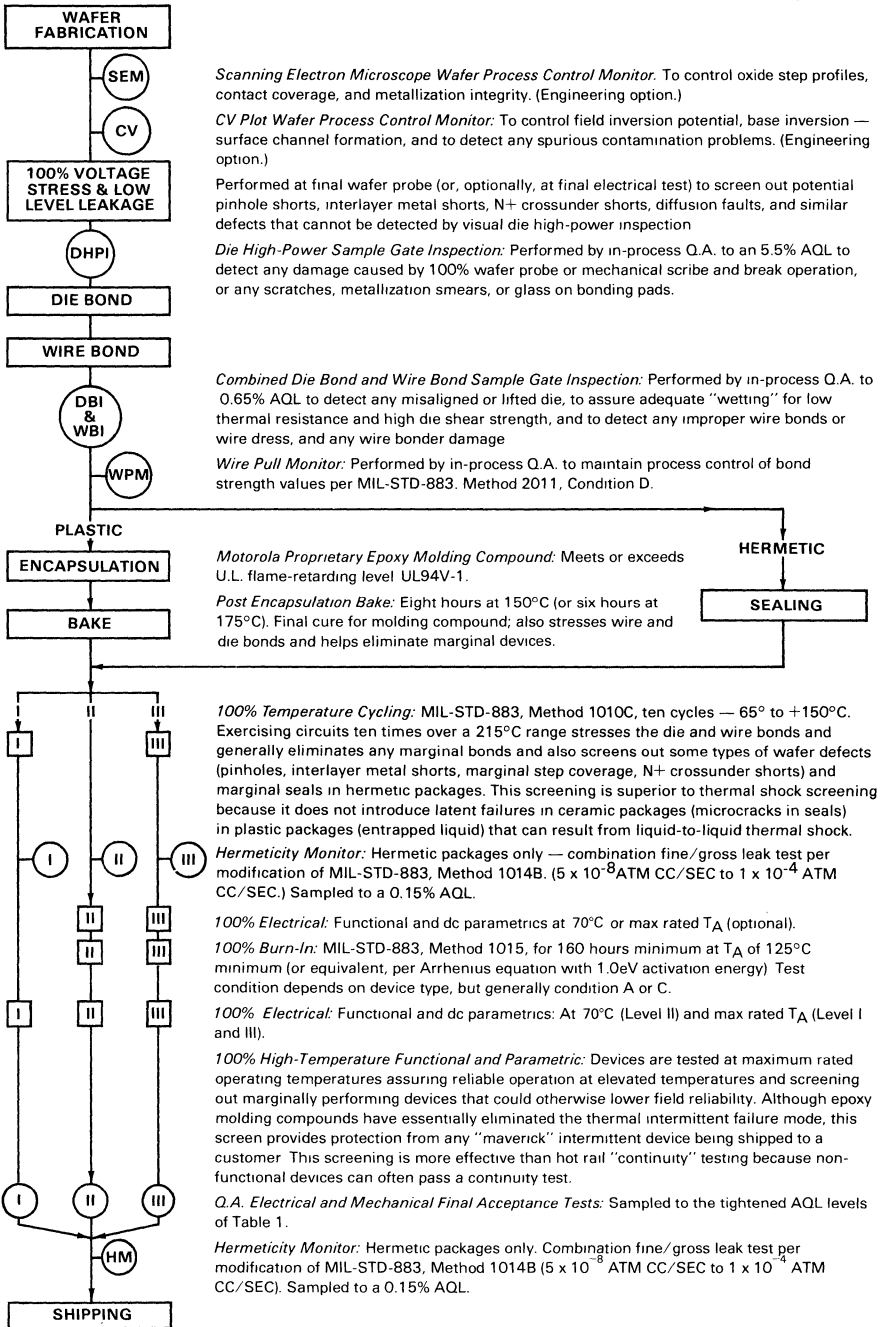 WAFER
FABRICATION
SEM
Scanning Electron Microscope Wafer Process Control Monitor. To control oxide step profiles,
contact coverage, and metallization integrity. (Engineering option.)
CV
CV Plot Wafer Process Control Monitor: To control field inversion potential, base inversion —
surface channel formation, and to detect any spurious contamination problems. (Engineering
option.)
100% VOLTAGE
STRESS & LOW
LEVEL LEAKAGE
Performed at final wafer probe (or, optionally, at final electrical test) to screen out potential
pinhole shorts, interlayer metal shorts, N+ crossunder shorts, diffusion faults, and similar
defects that cannot be detected by visual die high-power inspection
DHPI
Die High-Power Sample Gate Inspection: Performed by in-process Q.A. to an 5.5% AQL to
detect any damage caused by 100% wafer probe or mechanical scribe and break operation,
or any scratches, metallization smears, or glass on bonding pads.
DIE BOND
WIRE BOND
DBI
&
WBI
Combined Die Bond and Wire Bond Sample Gate Inspection: Performed by in-process Q.A. to
0.65% AQL to detect any misaligned or lifted die, to assure adequate "wetting" for low
thermal resistance and high die shear strength, and to detect any improper wire bonds or
wire dress, and any wire bonder damage
WPM
Wire Pull Monitor: Performed by in-process Q.A. to maintain process control of bond
strength values per MIL-STD-883. Method 2011, Condition D.
PLASTIC
HERMETIC
ENCAPSULATION
Motorola Proprietary Epoxy Molding Compound: Meets or exceeds
U.L. flame-retarding level UL94V-1.
SEALING
BAKE
Post Encapsulation Bake: Eight hours at 150°C (or six hours at
175°C). Final cure for molding compound; also stresses wire and
die bonds and helps eliminate marginal devices.
I II III
I III
100% Temperature Cycling: MIL-STD-883, Method 1010C, ten cycles — 65° to +150°C.
Exercising circuits ten times over a 215°C range stresses the die and wire bonds and
generally eliminates any marginal bonds and also screens out some types of wafer defects
(pinholes, interlayer metal shorts, marginal step coverage, N+ crossunder shorts) and
marginal seals in hermetic packages. This screening is superior to thermal shock screening
because it does not introduce latent failures in ceramic packages (microcracks in seals)
in plastic packages (entrapped liquid) that can result from liquid-to-liquid thermal shock.
I II III
Hermeticity Monitor: Hermetic packages only — combination fine/gross leak test per
modification of MIL-STD-883, Method 1014B. (5 x 10⁻⁸ATM CC/SEC to 1 x 10⁻⁴ ATM
CC/SEC.) Sampled to a 0.15% AQL.
II III
100% Electrical: Functional and dc parametrics at 70°C or max rated TA (optional).
II III
100% Burn-In: MIL-STD-883, Method 1015, for 160 hours minimum at TA of 125°C
minimum (or equivalent, per Arrhenius equation with 1.0eV activation energy) Test
condition depends on device type, but generally condition A or C.
I II III
100% Electrical: Functional and dc parametrics: At 70°C (Level II) and max rated TA (Level I
and III).
100% High-Temperature Functional and Parametric: Devices are tested at maximum rated
operating temperatures assuring reliable operation at elevated temperatures and screening
out marginally performing devices that could otherwise lower field reliability. Although epoxy
molding compounds have essentially eliminated the thermal intermittent failure mode, this
screen provides protection from any "maverick" intermittent device being shipped to a
customer This screening is more effective than hot rail "continuity" testing because non-
functional devices can often pass a continuity test.
I II III
Q.A. Electrical and Mechanical Final Acceptance Tests: Sampled to the tightened AQL levels
of Table 1.
HM
Hermeticity Monitor: Hermetic packages only. Combination fine/gross leak test per
modification of MIL-STD-883, Method 1014B (5 x 10⁻⁸ ATM CC/SEC to 1 x 10⁻⁴ ATM
CC/SEC). Sampled to a 0.15% AQL.
SHIPPING